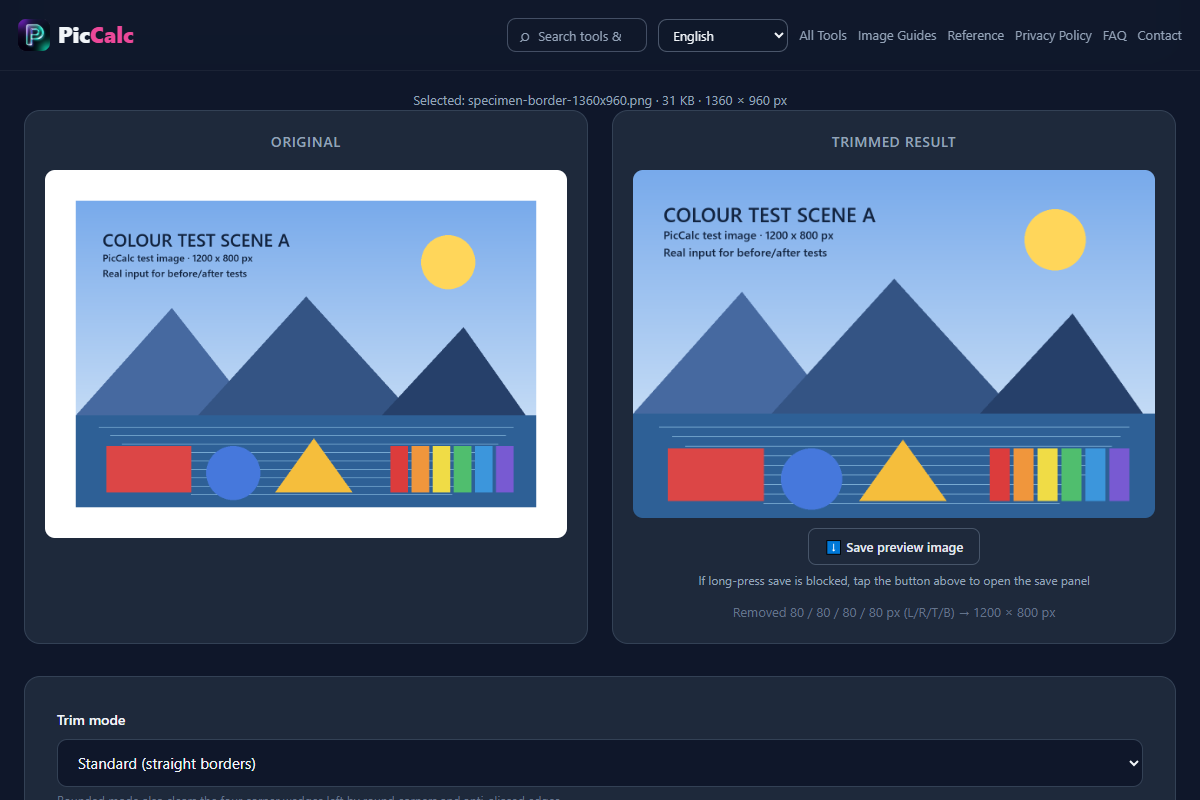 PicCalc
Search tools &
English
All Tools
Image Guides
Reference
Privacy Policy
FAQ
Contact
Selected: specimen-border-1360x960.png · 31 KB · 1360 × 960 px
ORIGINAL
COLOUR TEST SCENE A
PicCalc test image · 1200 x 800 px
Real input for before/after tests
TRIMMED RESULT
COLOUR TEST SCENE A
PicCalc test image · 1200 x 800 px
Real input for before/after tests
Save preview image
If long-press save is blocked, tap the button above to open the save panel
Removed 80 / 80 / 80 / 80 px (L/R/T/B) → 1200 × 800 px
Trim mode
Standard (straight borders)